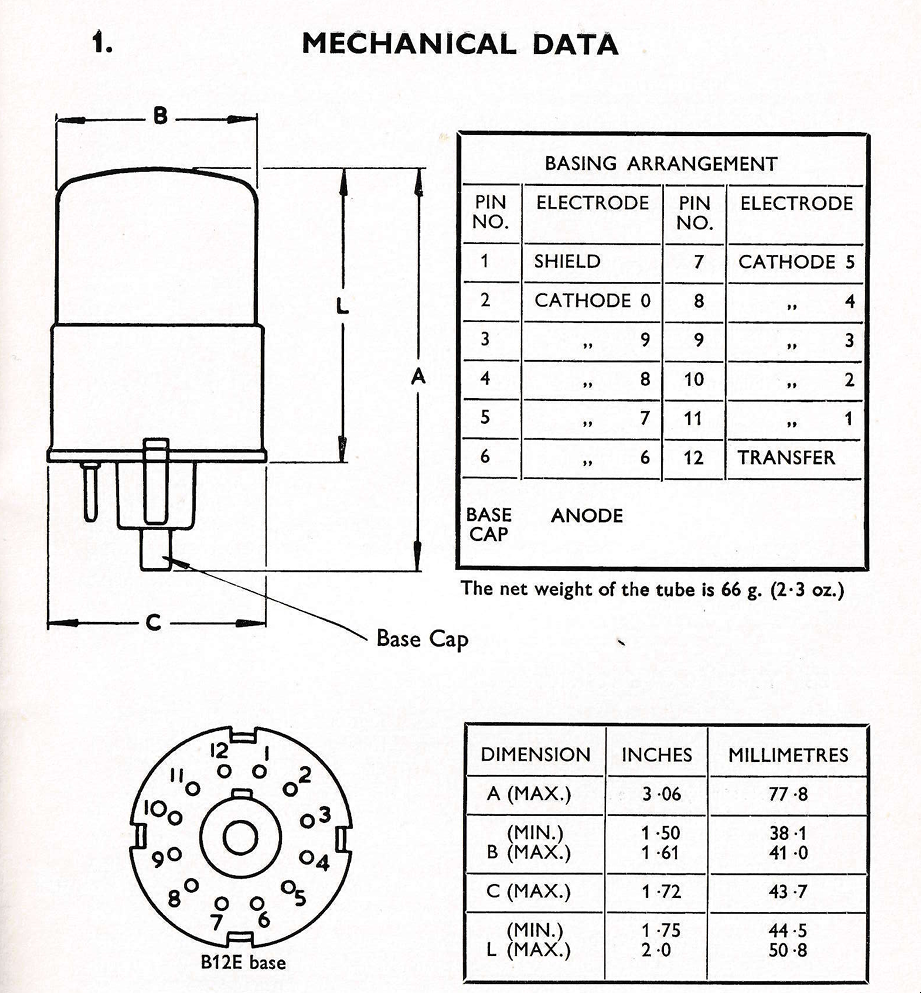 1. MECHANICAL DATA
B
L
A
C
Base Cap
BASING ARRANGEMENT
PIN NO. ELECTRODE PIN NO. ELECTRODE
1 SHIELD 7 CATHODE 5
2 CATHODE 0 8 ,, 4
3 ,, 9 9 ,, 3
4 ,, 8 10 ,, 2
5 ,, 7 11 ,, 1
6 ,, 6 12 TRANSFER
BASE CAP ANODE
The net weight of the tube is 66 g. (2·3 oz.)
12 1
11 2
10 3
9 4
8 5
7 6
B12E base
DIMENSION INCHES MILLIMETRES
A (MAX.) 3·06 77·8
(MIN.) 1·50 38·1
B (MAX.) 1·61 41·0
C (MAX.) 1·72 43·7
(MIN.) 1·75 44·5
L (MAX.) 2·0 50·8